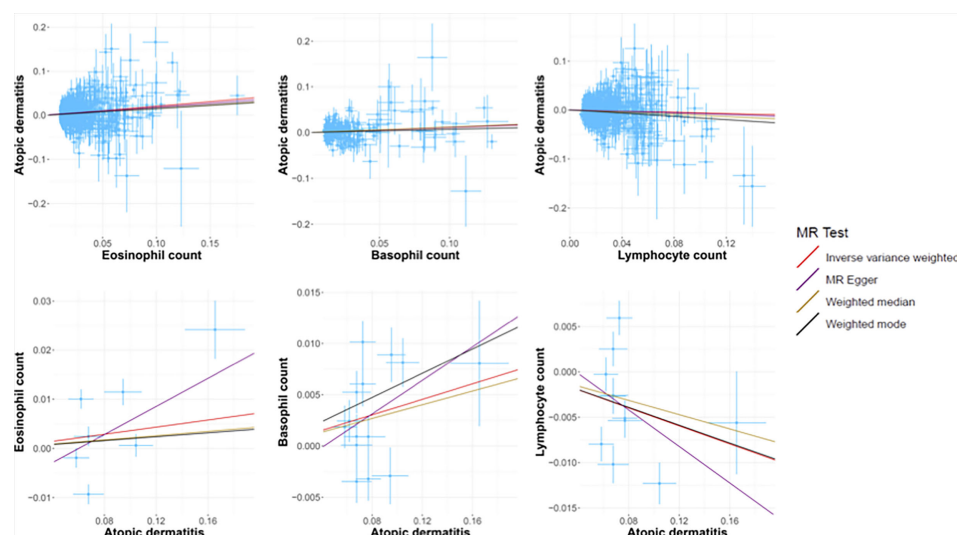 0.2
0.1
0.0
−0.1
−0.2
Atopic dermatitis
0.05 0.10 0.15
Eosinophil count
0.2
0.1
0.0
−0.1
−0.2
Atopic dermatitis
0.05 0.10
Basophil count
0.1
0.0
−0.1
−0.2
Atopic dermatitis
0.00 0.04 0.08 0.12
Lymphocyte count
MR Test
Inverse variance weighted
MR Egger
Weighted median
Weighted mode
0.03
0.02
0.01
0.00
−0.01
Eosinophil count
0.08 0.12 0.16
Atopic dermatitis
0.015
0.010
0.005
0.000
−0.005
Basophil count
0.08 0.12 0.16
Atopic dermatitis
0.005
0.000
−0.005
−0.010
−0.015
Lymphocyte count
0.08 0.12 0.16
Atopic dermatitis